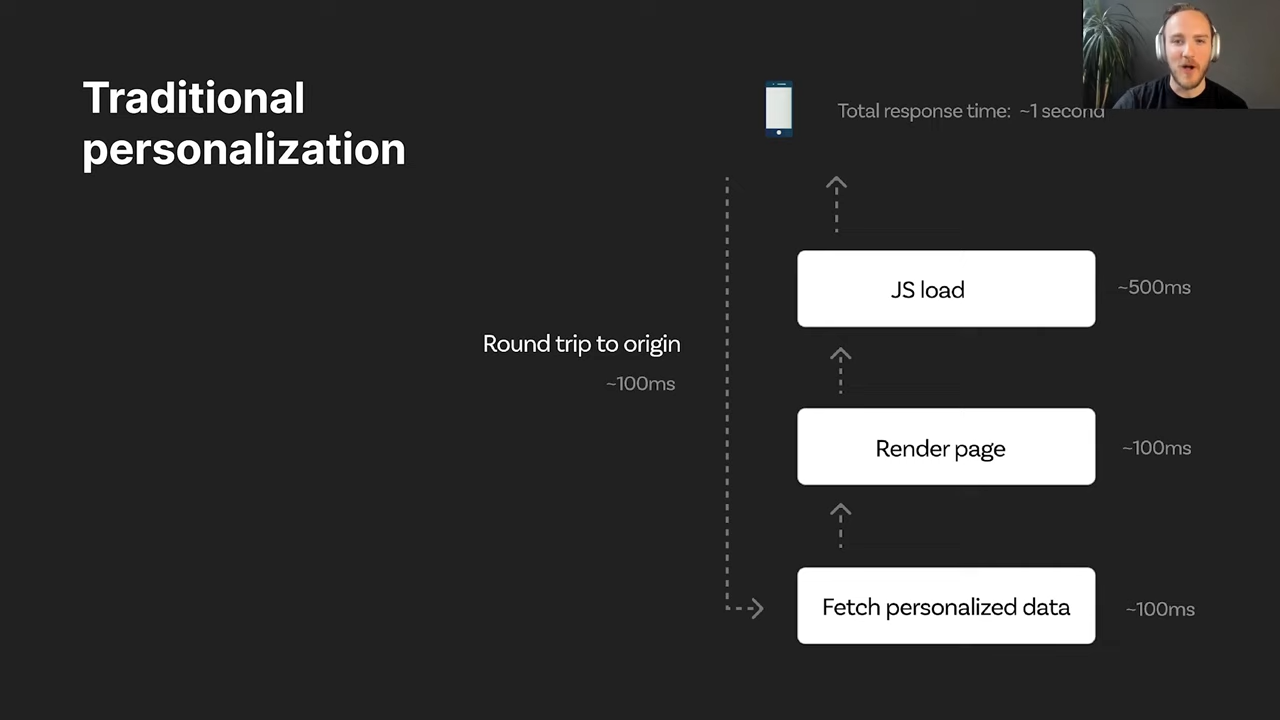 Traditional
personalization
Total response time: ~1 second
JS load
~500ms
Round trip to origin
~100ms
Render page
~100ms
Fetch personalized data
~100ms